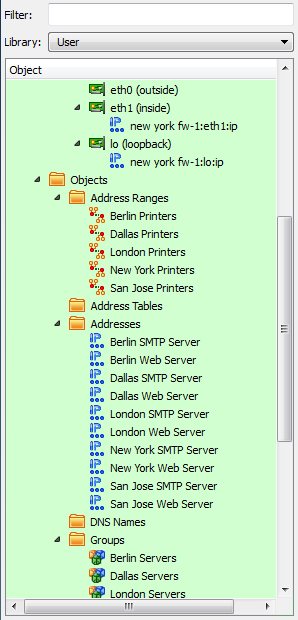 Filter:
Library: User
Object
eth0 (outside)
eth1 (inside)
new york fw-1:eth1:ip
lo (loopback)
new york fw-1:lo:ip
Objects
Address Ranges
Berlin Printers
Dallas Printers
London Printers
New York Printers
San Jose Printers
Address Tables
Addresses
Berlin SMTP Server
Berlin Web Server
Dallas SMTP Server
Dallas Web Server
London SMTP Server
London Web Server
New York SMTP Server
New York Web Server
San Jose SMTP Server
San Jose Web Server
DNS Names
Groups
Berlin Servers
Dallas Servers
London Servers